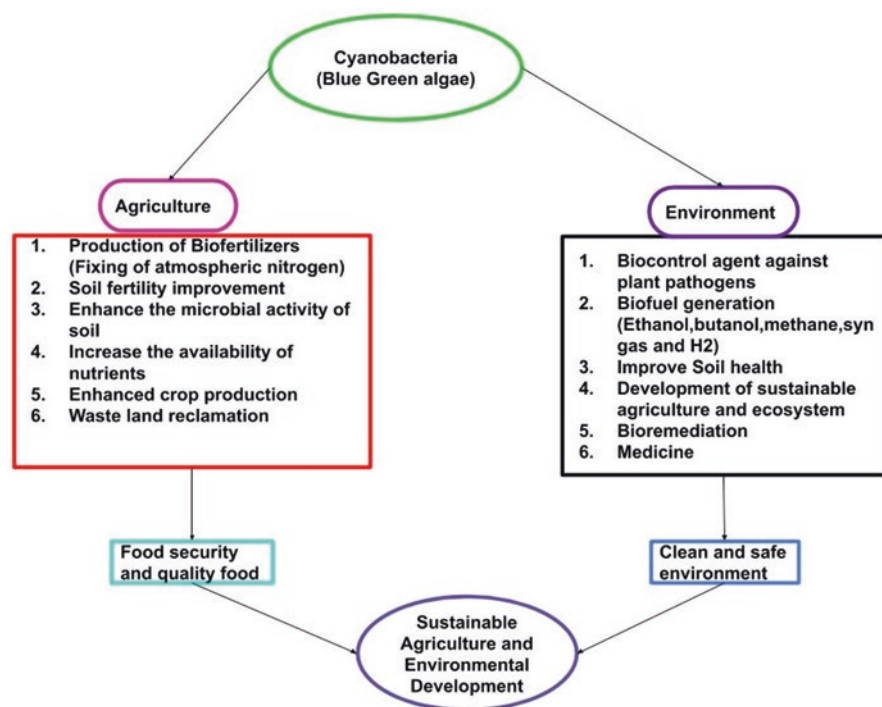 Cyanobacteria
(Blue Green algae)
Agriculture
1. Production of Biofertilizers
(Fixing of atmospheric nitrogen)
2. Soil fertility improvement
3. Enhance the microbial activity of
soil
4. Increase the availability of
nutrients
5. Enhanced crop production
6. Waste land reclamation
Environment
1. Biocontrol agent against
plant pathogens
2. Biofuel generation
(Ethanol,butanol,methane,syn
gas and H2)
3. Improve Soil health
4. Development of sustainable
agriculture and ecosystem
5. Bioremediation
6. Medicine
Food security
and quality food
Clean and safe
environment
Sustainable
Agriculture and
Environmental
Development